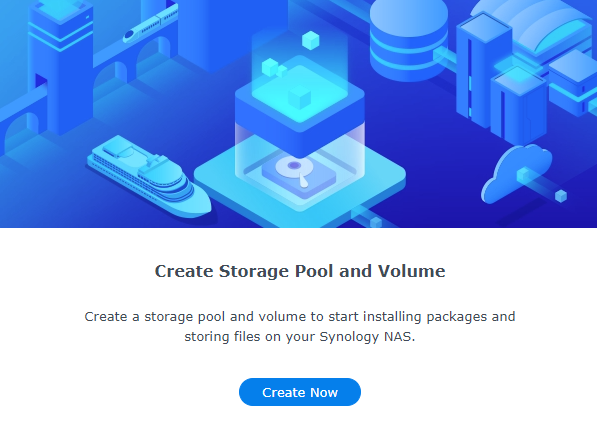 Create Storage Pool and Volume
Create a storage pool and volume to start installing packages and
storing files on your Synology NAS.
Create Now